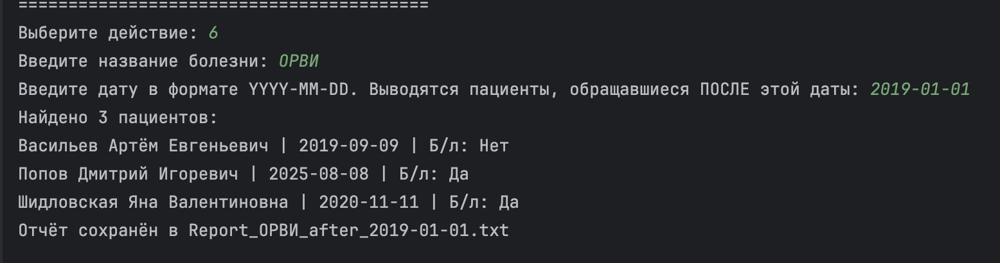 =========================================
Выберите действие: 6
Введите название болезни: ОРВИ
Введите дату в формате YYYY-MM-DD. Выводятся пациенты, обращавшиеся ПОСЛЕ этой даты: 2019-01-01
Найдено 3 пациентов:
Васильев Артём Евгеньевич | 2019-09-09 | Б/л: Нет
Попов Дмитрий Игоревич | 2025-08-08 | Б/л: Да
Шидловская Яна Валентиновна | 2020-11-11 | Б/л: Да
Отчёт сохранён в Report_ОРВИ_after_2019-01-01.txt